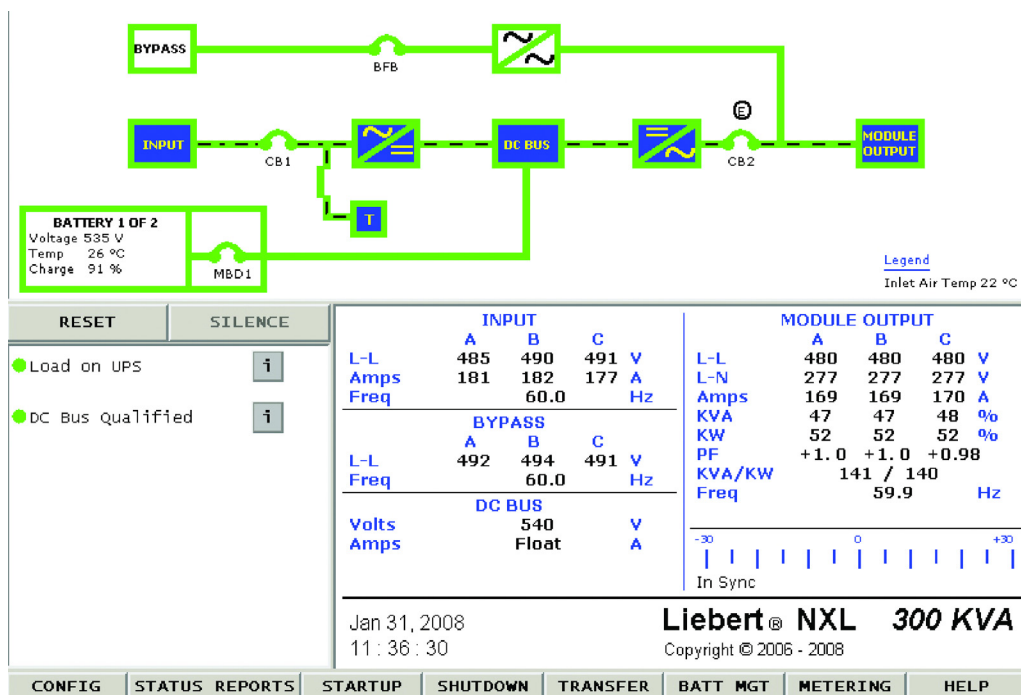 BYPASS
BFB
E
INPUT
CB1
DC BUS
CB2
MODULE
OUTPUT
T
BATTERY 1 OF 2
Voltage 535 V
Temp 26 °C
Charge 91 %
MBD1
Legend
Inlet Air Temp 22 °C
RESET SILENCE
Load on UPS i
DC Bus Qualified i
INPUT
A B C
L-L 485 490 491 V
Amps 181 182 177 A
Freq 60.0 Hz
BYPASS
A B C
L-L 492 494 491 V
Freq 60.0 Hz
DC BUS
Volts 540 V
Amps Float A
MODULE OUTPUT
A B C
L-L 480 480 480 V
L-N 277 277 277 V
Amps 169 169 170 A
KVA 47 47 48 %
KW 52 52 52 %
PF +1.0 +1.0 +0.98
KVA/KW 141 / 140
Freq 59.9 Hz
-30 0 +30
In Sync
Jan 31, 2008
11 : 36 : 30
Liebert ® NXL 300 KVA
Copyright © 2006 - 2008
CONFIG STATUS REPORTS STARTUP SHUTDOWN TRANSFER BATT MGT METERING HELP